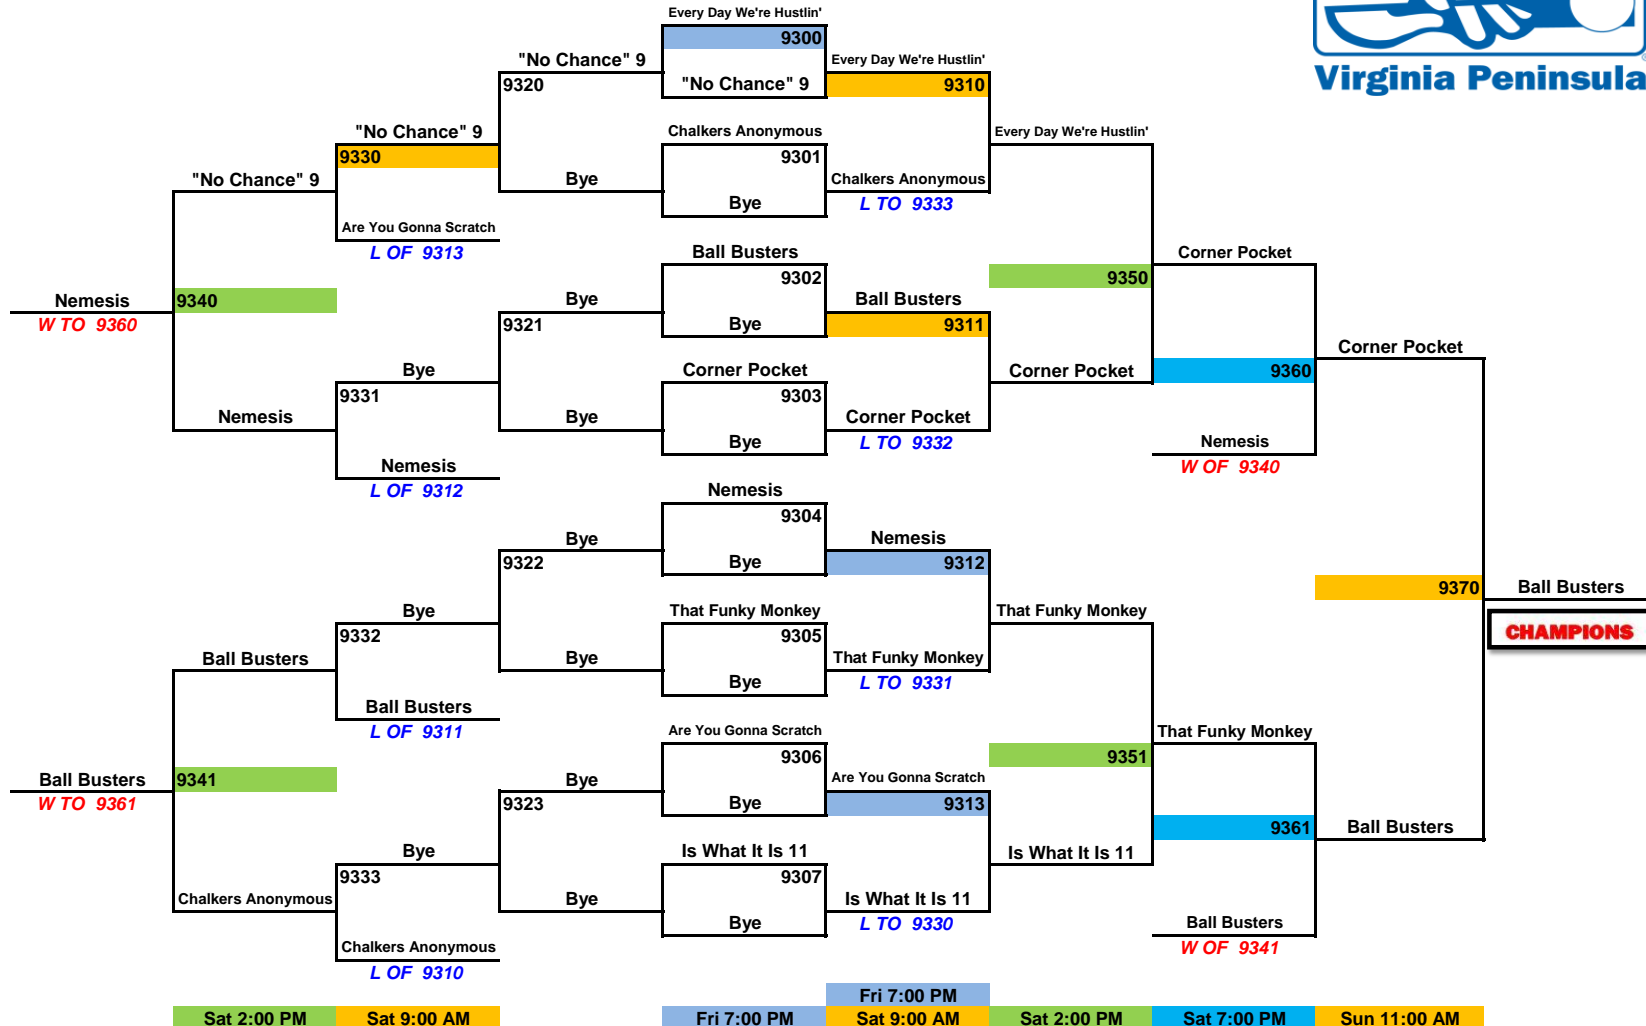 Every Day We're Hustlin'
9300
"No Chance" 9
Every Day We're Hustlin'
9320
"No Chance" 9
9310
Virginia Peninsula
"No Chance" 9
Chalkers Anonymous
Every Day We're Hustlin'
9330
9301
"No Chance" 9
Bye
Chalkers Anonymous
Bye
L TO 9333
Are You Gonna Scratch
L OF 9313
Ball Busters
Corner Pocket
9302
9350
Nemesis
9340
Bye
Ball Busters
W TO 9360
9321
Bye
9311
Corner Pocket
Bye
Corner Pocket
Corner Pocket
9360
9331
9303
Nemesis
Bye
Corner Pocket
Bye
L TO 9332
Nemesis
Nemesis
W OF 9340
L OF 9312
Nemesis
9304
Bye
Nemesis
9322
Bye
9312
9370
Ball Busters
Bye
That Funky Monkey
That Funky Monkey
9332
9305
CHAMPIONS
Ball Busters
Bye
That Funky Monkey
Bye
L TO 9331
Ball Busters
L OF 9311
Are You Gonna Scratch
That Funky Monkey
9306
9351
Ball Busters
9341
Bye
Are You Gonna Scratch
W TO 9361
9323
Bye
9313
9361
Ball Busters
Bye
Is What It Is 11
Is What It Is 11
9333
9307
Chalkers Anonymous
Bye
Is What It Is 11
Bye
L TO 9330
Ball Busters
Chalkers Anonymous
W OF 9341
L OF 9310
Fri 7:00 PM
Sat 2:00 PM
Sat 9:00 AM
Fri 7:00 PM
Sat 9:00 AM
Sat 2:00 PM
Sat 7:00 PM
Sun 11:00 AM